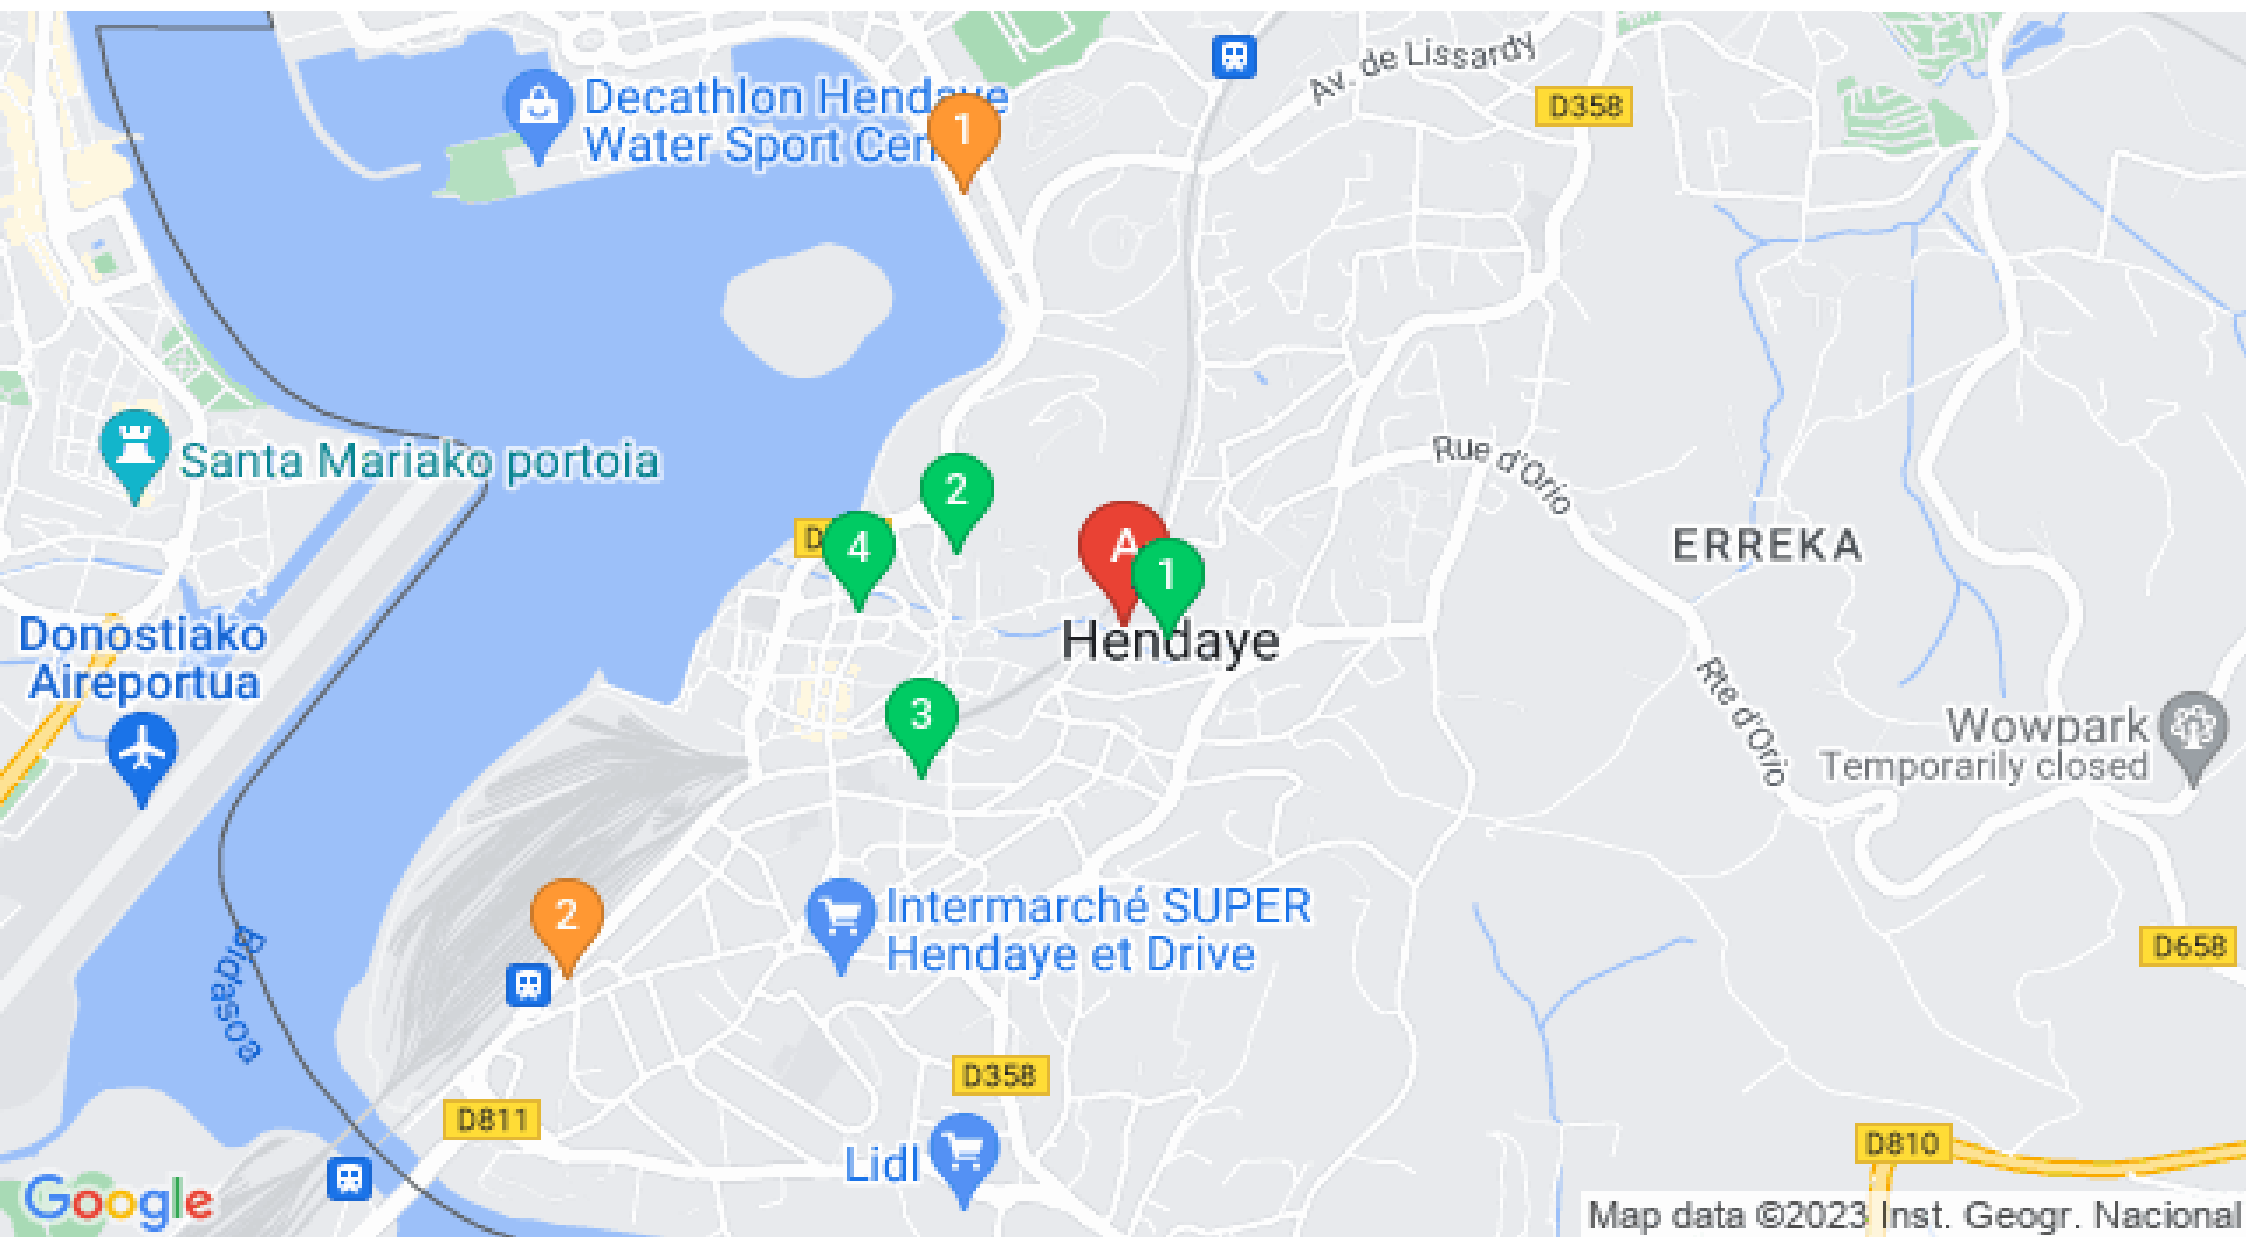 Av. de Lissardy
Decathlon Hendaye
Water Sport
1
D358
Rue d'Orio
Santa Mariako portoia
2
4
A
1
ERREKA
Donostiako
Aireportua
Hendaye
3
Rte d'Orio
Wowpark
Temporarily closed
2
Intermarché SUPER
Hendaye et Drive
D658
Bidasoa
D358
D811
Lidl
D810
Google
Map data ©2023 Inst. Geogr. Nacional